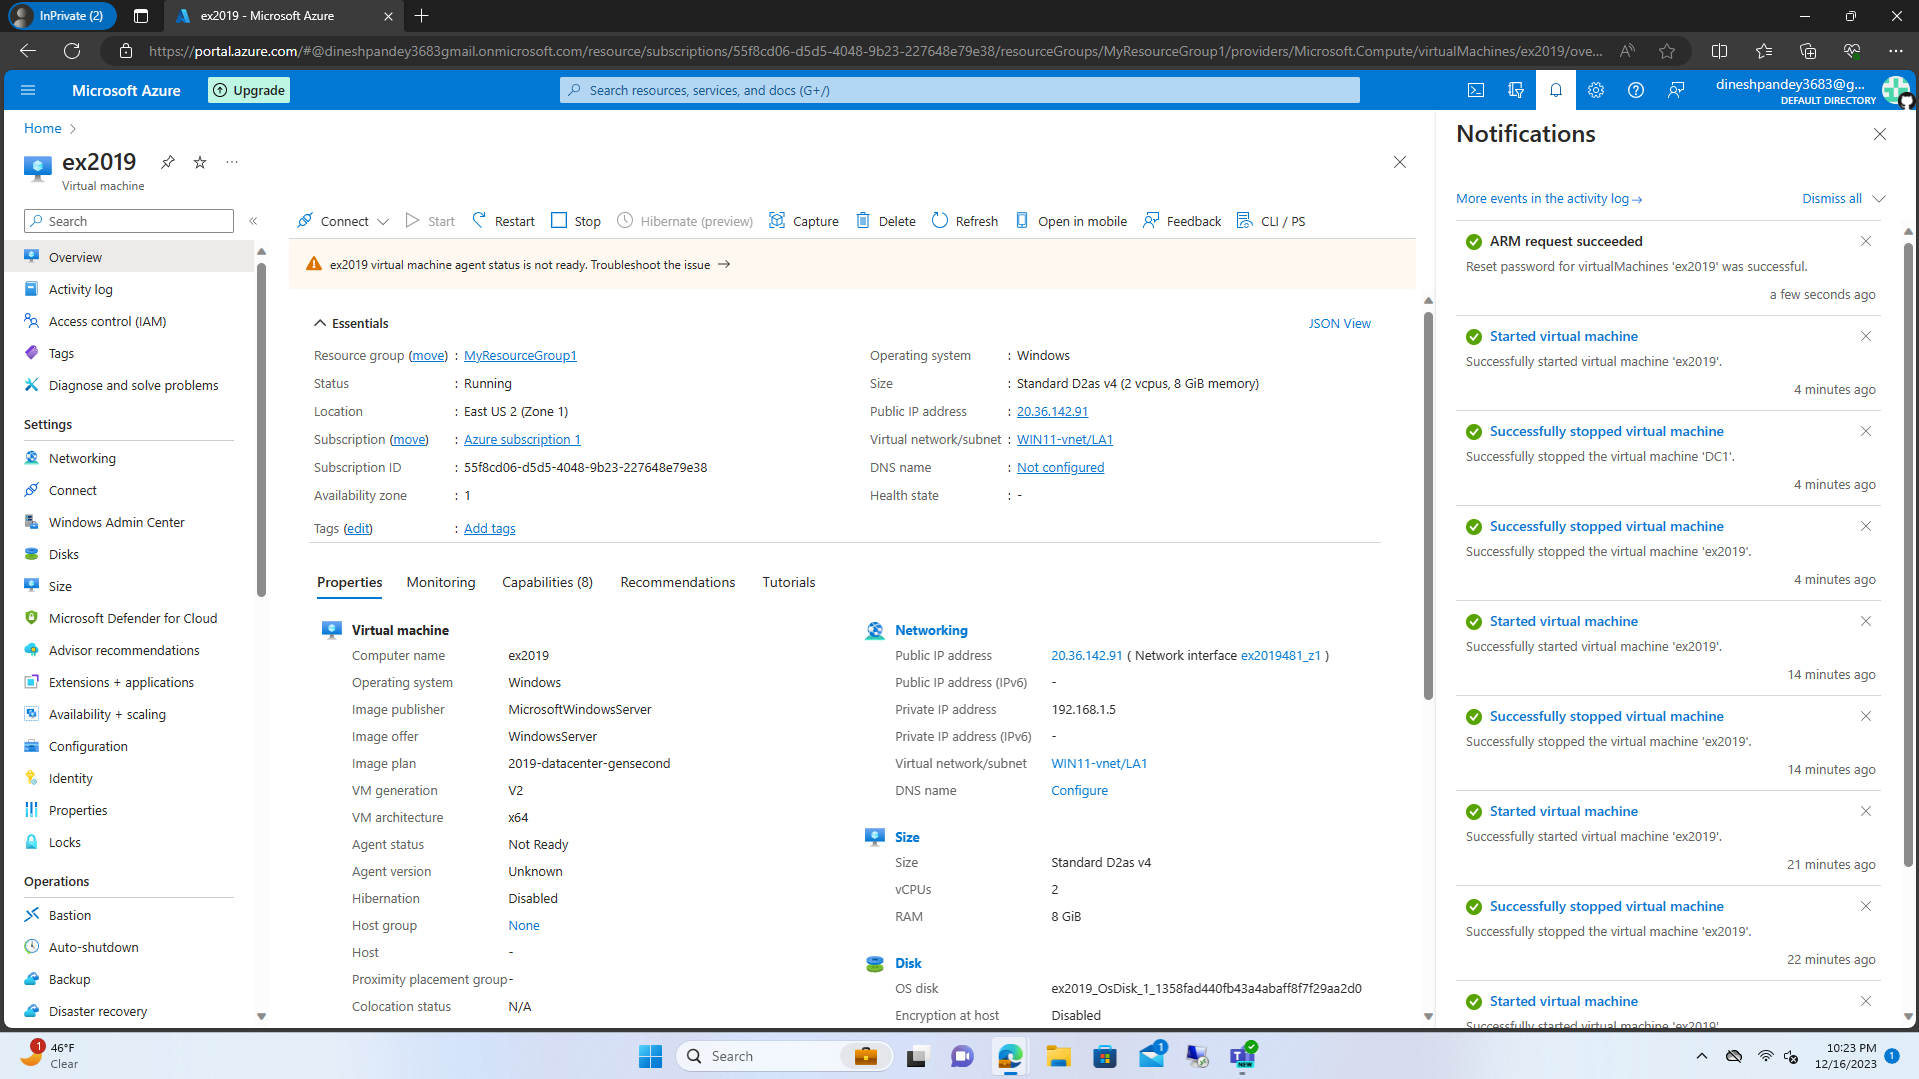 InPrivate (2)
ex2019 - Microsoft Azure
https://portal.azure.com/#@dineshpandey3683gmail.onmicrosoft.com/resource/subscriptions/55f8cd06-d5d5-4048-9b23-227648e79e38/resourceGroups/MyResourceGroup1/providers/Microsoft.Compute/virtualMachines/ex2019/ove...
Microsoft Azure
Upgrade
Search resources, services, and docs (G+/)
dineshpandey3683@g...
DEFAULT DIRECTORY
Home
ex2019
Virtual machine
Search
Overview
Activity log
Access control (IAM)
Tags
Diagnose and solve problems
Settings
Networking
Connect
Windows Admin Center
Disks
Size
Microsoft Defender for Cloud
Advisor recommendations
Extensions + applications
Availability + scaling
Configuration
Identity
Properties
Locks
Operations
Bastion
Auto-shutdown
Backup
Disaster recovery
Connect Start Restart Stop Hibernate (preview) Capture Delete Refresh Open in mobile Feedback CLI / PS
ex2019 virtual machine agent status is not ready. Troubleshoot the issue →
Essentials
JSON View
Resource group (move) : MyResourceGroup1
Status : Running
Location : East US 2 (Zone 1)
Subscription (move) : Azure subscription 1
Subscription ID : 55f8cd06-d5d5-4048-9b23-227648e79e38
Availability zone : 1
Tags (edit) : Add tags
Operating system : Windows
Size : Standard D2as v4 (2 vcpus, 8 GiB memory)
Public IP address : 20.36.142.91
Virtual network/subnet : WIN11-vnet/LA1
DNS name : Not configured
Health state : -
Properties Monitoring Capabilities (8) Recommendations Tutorials
Virtual machine
Computer name ex2019
Operating system Windows
Image publisher MicrosoftWindowsServer
Image offer WindowsServer
Image plan 2019-datacenter-gensecond
VM generation V2
VM architecture x64
Agent status Not Ready
Agent version Unknown
Hibernation Disabled
Host group None
Host -
Proximity placement group -
Colocation status N/A
Networking
Public IP address 20.36.142.91 ( Network interface ex2019481_z1 )
Public IP address (IPv6) -
Private IP address 192.168.1.5
Private IP address (IPv6) -
Virtual network/subnet WIN11-vnet/LA1
DNS name Configure
Size
Size Standard D2as v4
vCPUs 2
RAM 8 GiB
Disk
OS disk ex2019_OsDisk_1_1358fad440fb43a4abaff8f7f29aa2d0
Encryption at host Disabled
Notifications
More events in the activity log →
Dismiss all
ARM request succeeded
Reset password for virtualMachines 'ex2019' was successful.
a few seconds ago
Started virtual machine
Successfully started virtual machine 'ex2019'.
4 minutes ago
Successfully stopped virtual machine
Successfully stopped the virtual machine 'DC1'.
4 minutes ago
Successfully stopped virtual machine
Successfully stopped the virtual machine 'ex2019'.
4 minutes ago
Started virtual machine
Successfully started virtual machine 'ex2019'.
14 minutes ago
Successfully stopped virtual machine
Successfully stopped the virtual machine 'ex2019'.
14 minutes ago
Started virtual machine
Successfully started virtual machine 'ex2019'.
21 minutes ago
Successfully stopped virtual machine
Successfully stopped the virtual machine 'ex2019'.
22 minutes ago
Started virtual machine
Successfully started virtual machine 'ex2019'.
1
46°F
Clear
Search
1
NEW
10:23 PM
12/16/2023
1